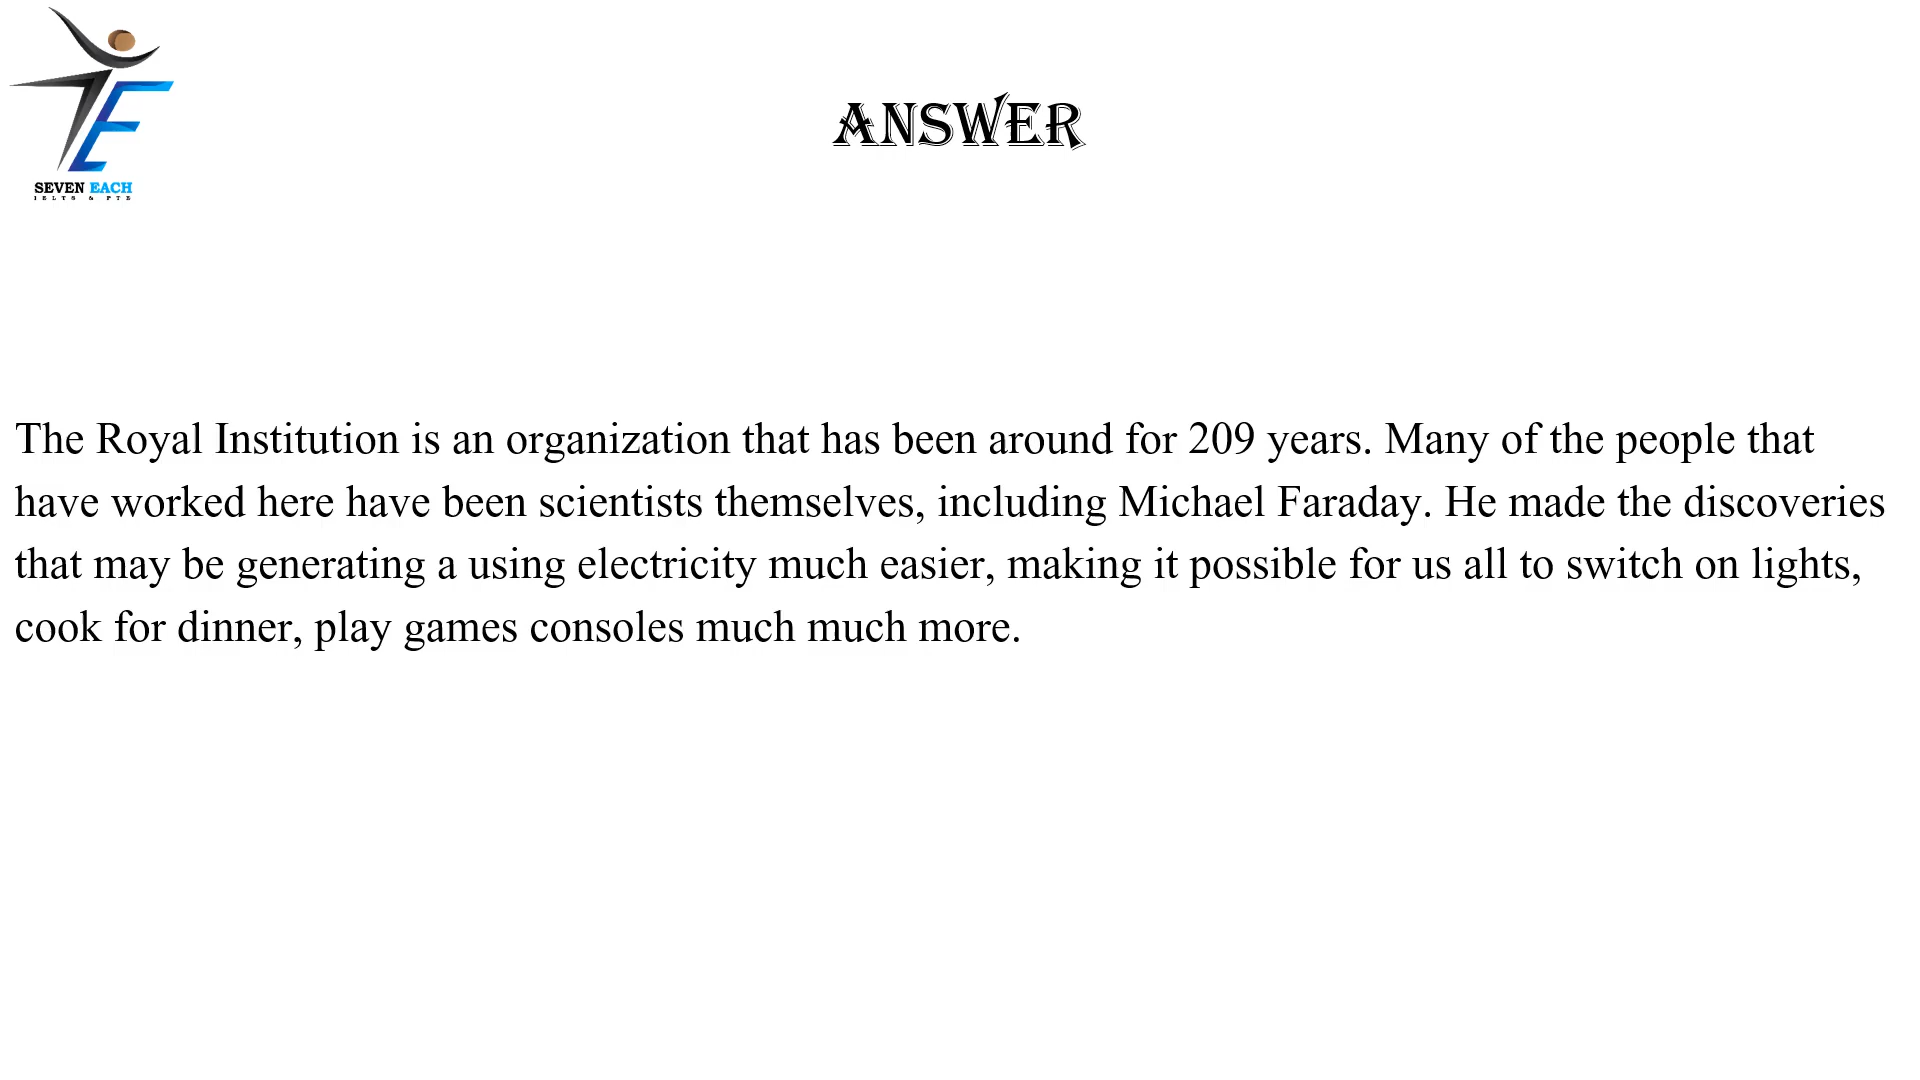 SEVEN EACH
IELTS & PTE
ANSWER
The Royal Institution is an organization that has been around for 209 years. Many of the people that
have worked here have been scientists themselves, including Michael Faraday. He made the discoveries
that may be generating a using electricity much easier, making it possible for us all to switch on lights,
cook for dinner, play games consoles much much more.